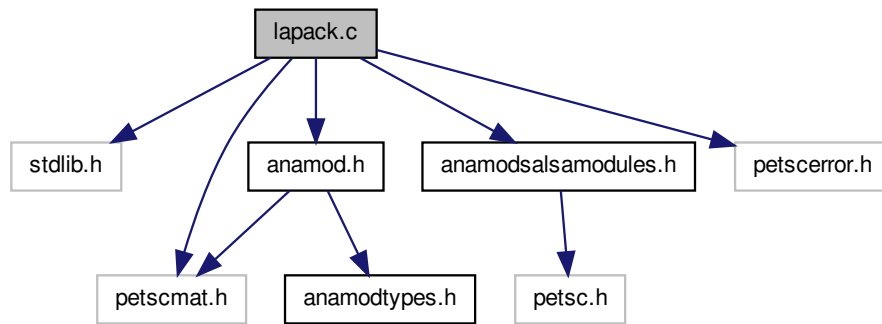 lapack.c
stdlib.h
anamod.h
anamodsalsamodules.h
petscerror.h
petscmat.h
anamodtypes.h
petsc.h